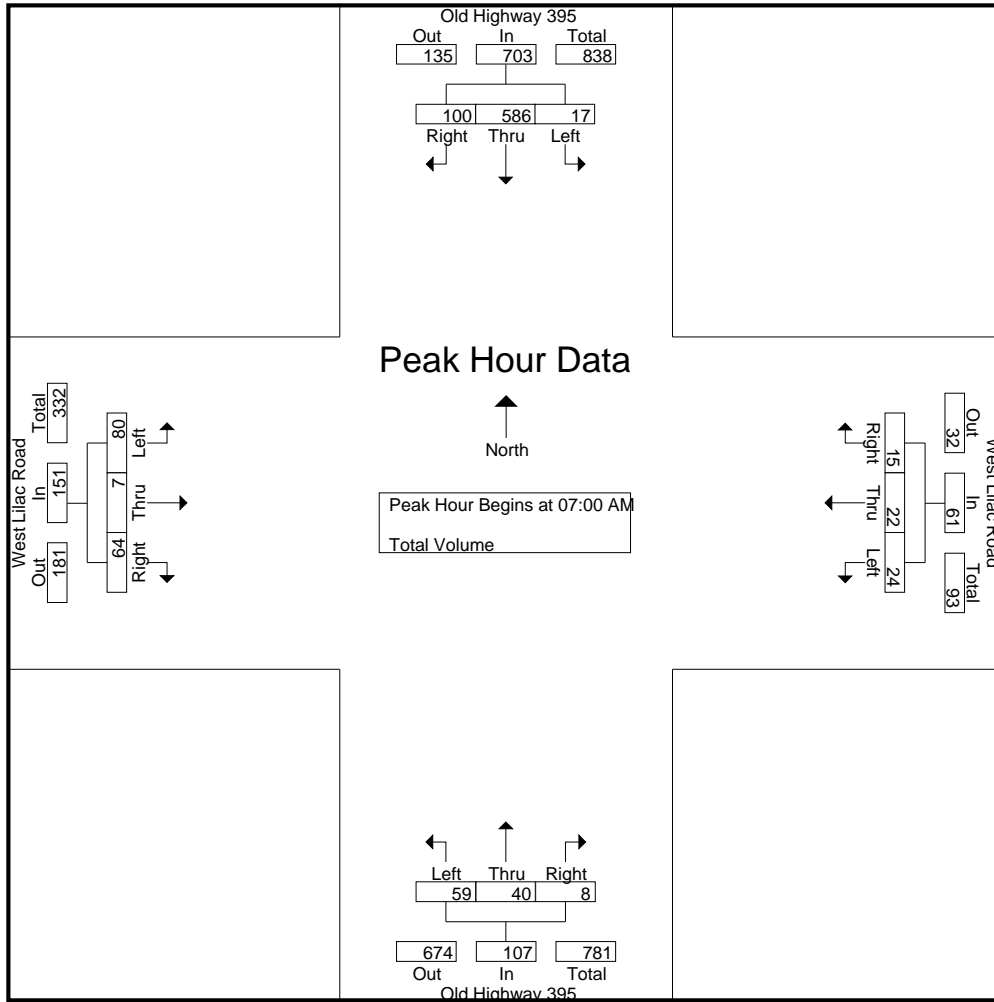 Old Highway 395
Out In Total
135 703 838
100 586 17
Right Thru Left
Peak Hour Data
North
Peak Hour Begins at 07:00 AM
Total Volume
West Lilac Road
Total In Out
332 151 181
80 7 64
Left Thru Right
Right Thru Left
15 22 24
Out In Total
32 61 93
West Lilac Road
Left Thru Right
59 40 8
674 107 781
Out In Total
Old Highway 395